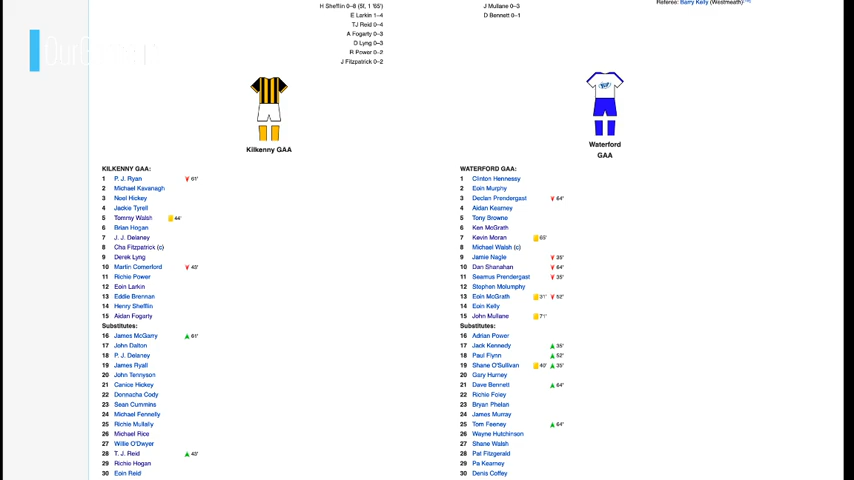 H Shefflin 0–8 (5f, 1 '65')
E Larkin 1–4
TJ Reid 0–4
A Fogarty 0–3
D Lyng 0–3
R Power 0–2
J Fitzpatrick 0–2
J Mullane 0–3
D Bennett 0–1
Referee: Barry Kelly (Westmeath)
Kilkenny GAA
Waterford
GAA
KILKENNY GAA:
1 P. J. Ryan 61'
2 Michael Kavanagh
3 Noel Hickey
4 Jackie Tyrell
5 Tommy Walsh 44'
6 Brian Hogan
7 J. J. Delaney
8 Cha Fitzpatrick (c)
9 Derek Lyng
10 Martin Comerford 43'
11 Richie Power
12 Eoin Larkin
13 Eddie Brennan
14 Henry Shefflin
15 Aidan Fogarty
Substitutes:
16 James McGarry 61'
17 John Dalton
18 P. J. Delaney
19 James Ryall
20 John Tennyson
21 Canice Hickey
22 Donnacha Cody
23 Sean Cummins
24 Michael Fennelly
25 Richie Mullally
26 Michael Rice
27 Willie O'Dwyer
28 T. J. Reid 43'
29 Richie Hogan
30 Eoin Reid
WATERFORD GAA:
1 Clinton Hennessy
2 Eoin Murphy
3 Declan Prendergast 64'
4 Aidan Kearney
5 Tony Browne
6 Ken McGrath
7 Kevin Moran 65'
8 Michael Walsh (c)
9 Jamie Nagle 35'
10 Dan Shanahan 64'
11 Seamus Prendergast 35'
12 Stephen Molumphy
13 Eoin McGrath 31' 52'
14 Eoin Kelly
15 John Mullane 71'
Substitutes:
16 Adrian Power
17 Jack Kennedy 35'
18 Paul Flynn 52'
19 Shane O'Sullivan 40' 35'
20 Gary Hurney
21 Dave Bennett 64'
22 Richie Foley
23 Bryan Phelan
24 James Murray
25 Tom Feeney 64'
26 Wayne Hutchinson
27 Shane Walsh
28 Pat Fitzgerald
29 Pa Kearney
30 Denis Coffey